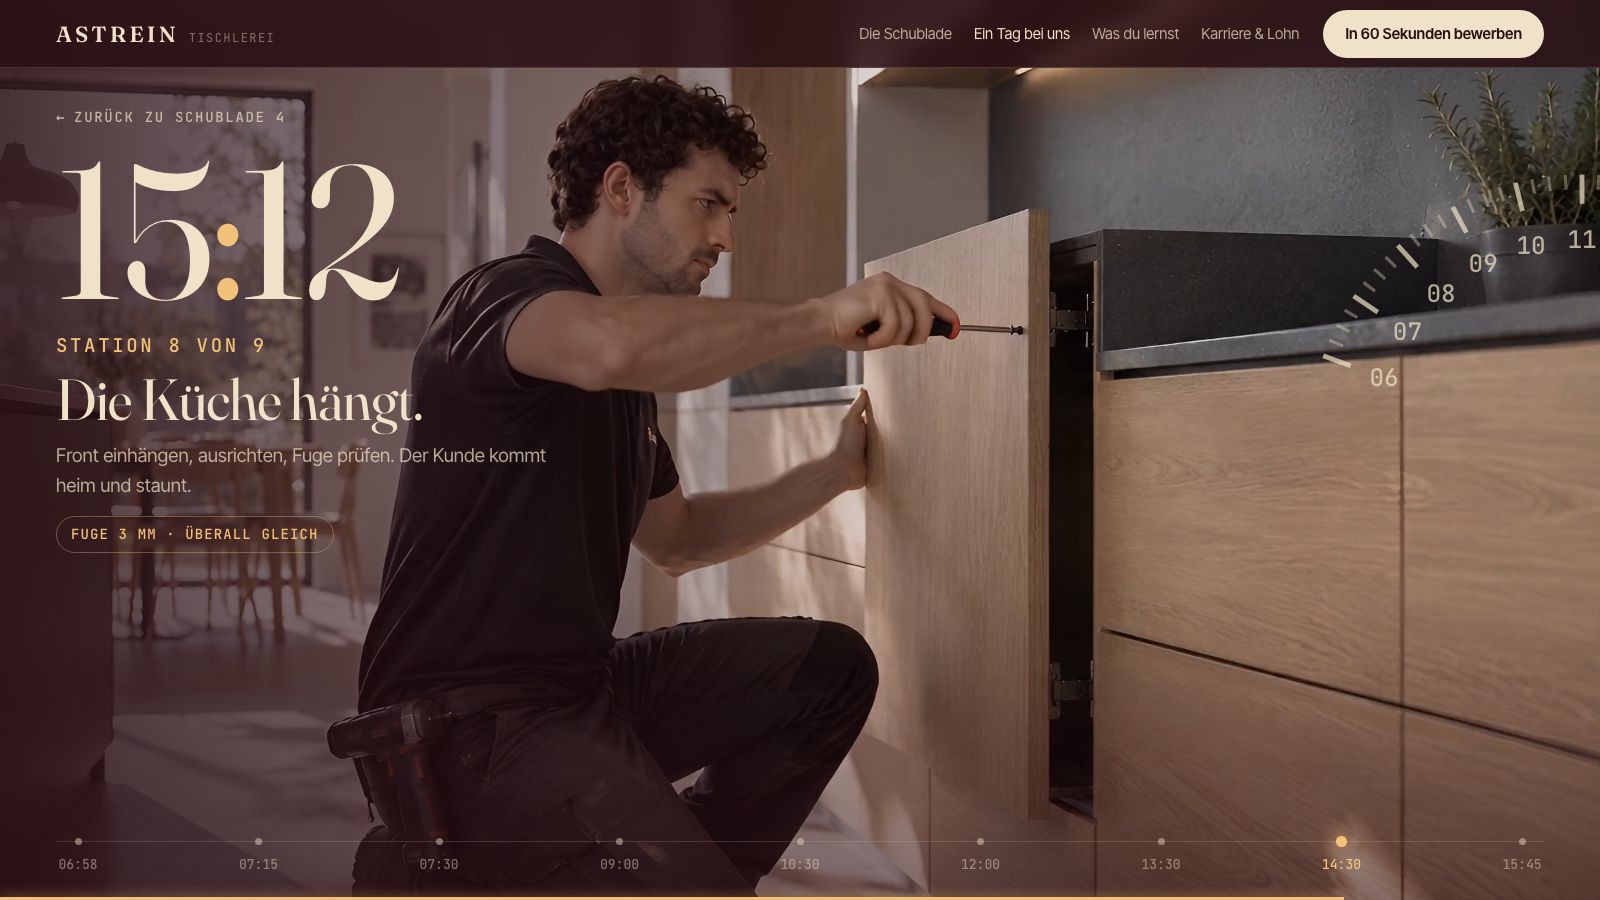 ASTREIN TISCHLEREI
Die Schublade
Ein Tag bei uns
Was du lernst
Karriere & Lohn
In 60 Sekunden bewerben
← ZURÜCK ZU SCHUBLADE 4
15:12
STATION 8 VON 9
Die Küche hängt.
Front einhängen, ausrichten, Fuge prüfen. Der Kunde kommt
heim und staunt.
FUGE 3 MM · ÜBERALL GLEICH
06
07
08
09
10
11
06:58
07:15
07:30
09:00
10:30
12:00
13:30
14:30
15:45